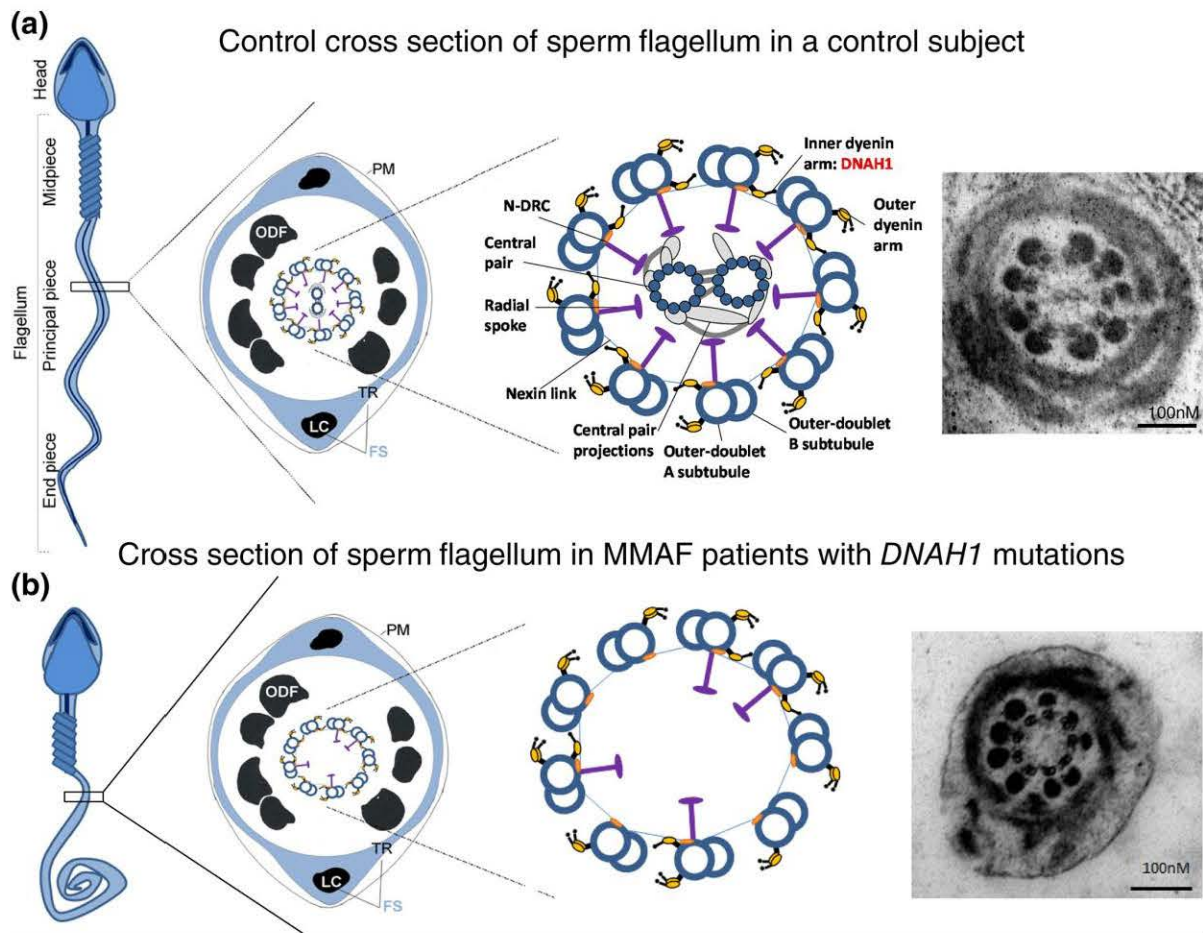 (a)
Control cross section of sperm flagellum in a control subject
Head
Midpiece
Flagellum
Principal piece
End piece
PM
ODF
TR
LC
FS
Inner dyenin
arm: DNAH1
N-DRC
Outer
dyenin
arm
Central
pair
Radial
spoke
Nexin link
Central pair
projections
Outer-doublet
A subtubule
Outer-doublet
B subtubule
100nM
Cross section of sperm flagellum in MMAF patients with DNAH1 mutations
(b)
PM
ODF
TR
LC
FS
100nM